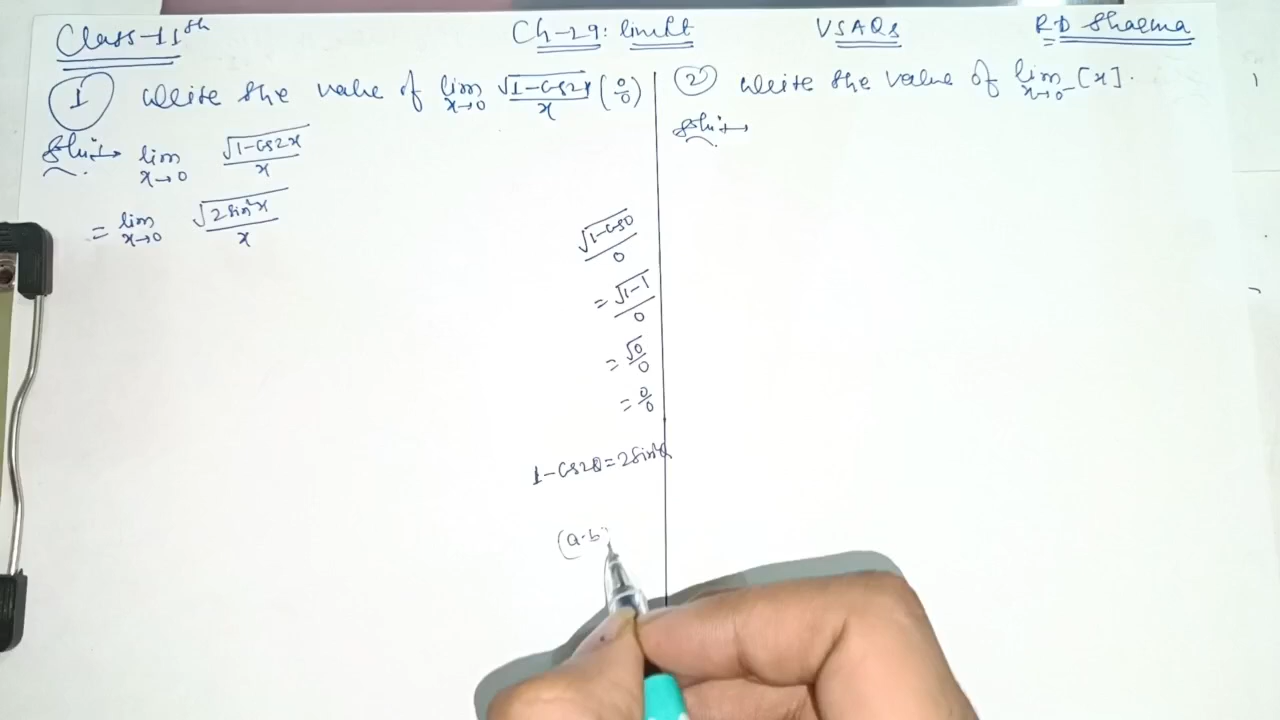 Class-11th Ch-29: limit VSAQs RD Sharma
1 Write the value of lim x→0 √1-cos2x/x (0/0)
Soln:→ lim x→0 √1-cos2x/x
= lim x→0 √2sin²x/x
√1-cos0/0
= √1-1/0
= √0/0
= 0/0
1-cos2θ=2sin²θ
(a·b)
2 Write the value of lim x→0⁻ [x].
Soln:→